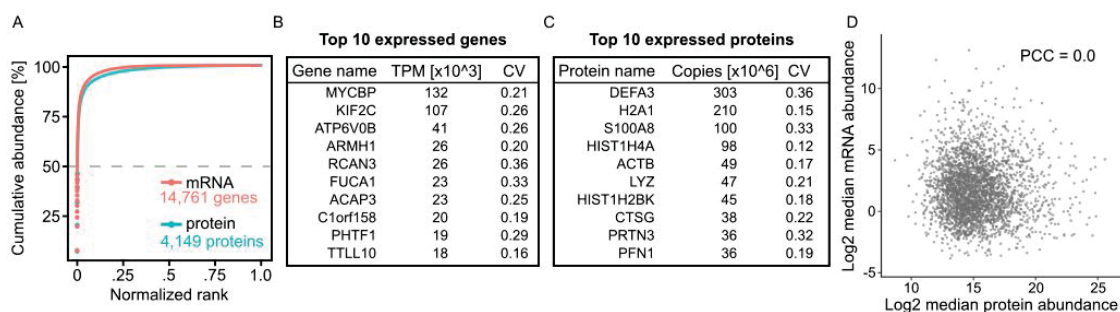 A
Cumulative abundance [%]
100
75
50
25
mRNA
14,761 genes
protein
4,149 proteins
0 .25 .5 .75 1.0
Normalized rank
B
Top 10 expressed genes
Gene name TPM [x10^3] CV
MYCBP 132 0.21
KIF2C 107 0.26
ATP6V0B 41 0.26
ARMH1 26 0.20
RCAN3 26 0.36
FUCA1 23 0.33
ACAP3 23 0.25
C1orf158 20 0.19
PHTF1 19 0.29
TTLL10 18 0.16
C
Top 10 expressed proteins
Protein name Copies [x10^6] CV
DEFA3 303 0.36
H2A1 210 0.15
S100A8 100 0.33
HIST1H4A 98 0.12
ACTB 49 0.17
LYZ 47 0.21
HIST1H2BK 45 0.18
CTSG 38 0.22
PRTN3 36 0.32
PFN1 36 0.19
D
Log2 median mRNA abundance
PCC = 0.0
10
5
0
-5
10 15 20 25
Log2 median protein abundance